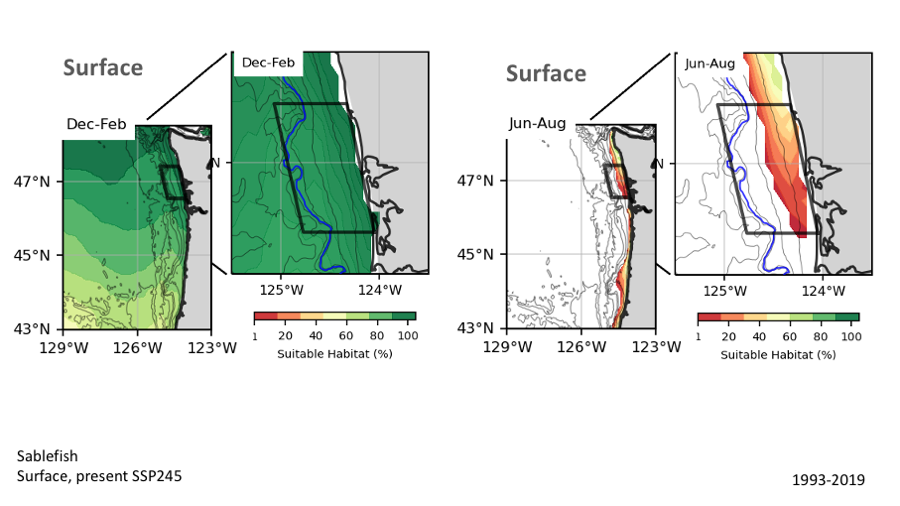 Surface
Dec-Feb
Dec-Feb
47°N
45°N
43°N
129°W 126°W 123°W
N
125°W 124°W
1 20 40 60 80 100
Suitable Habitat (%)
Surface
Jun-Aug
Jun-Aug
47°N
45°N
43°N
129°W 126°W 123°W
N
125°W 124°W
1 20 40 60 80 100
Suitable Habitat (%)
Sablefish
Surface, present SSP245
1993-2019